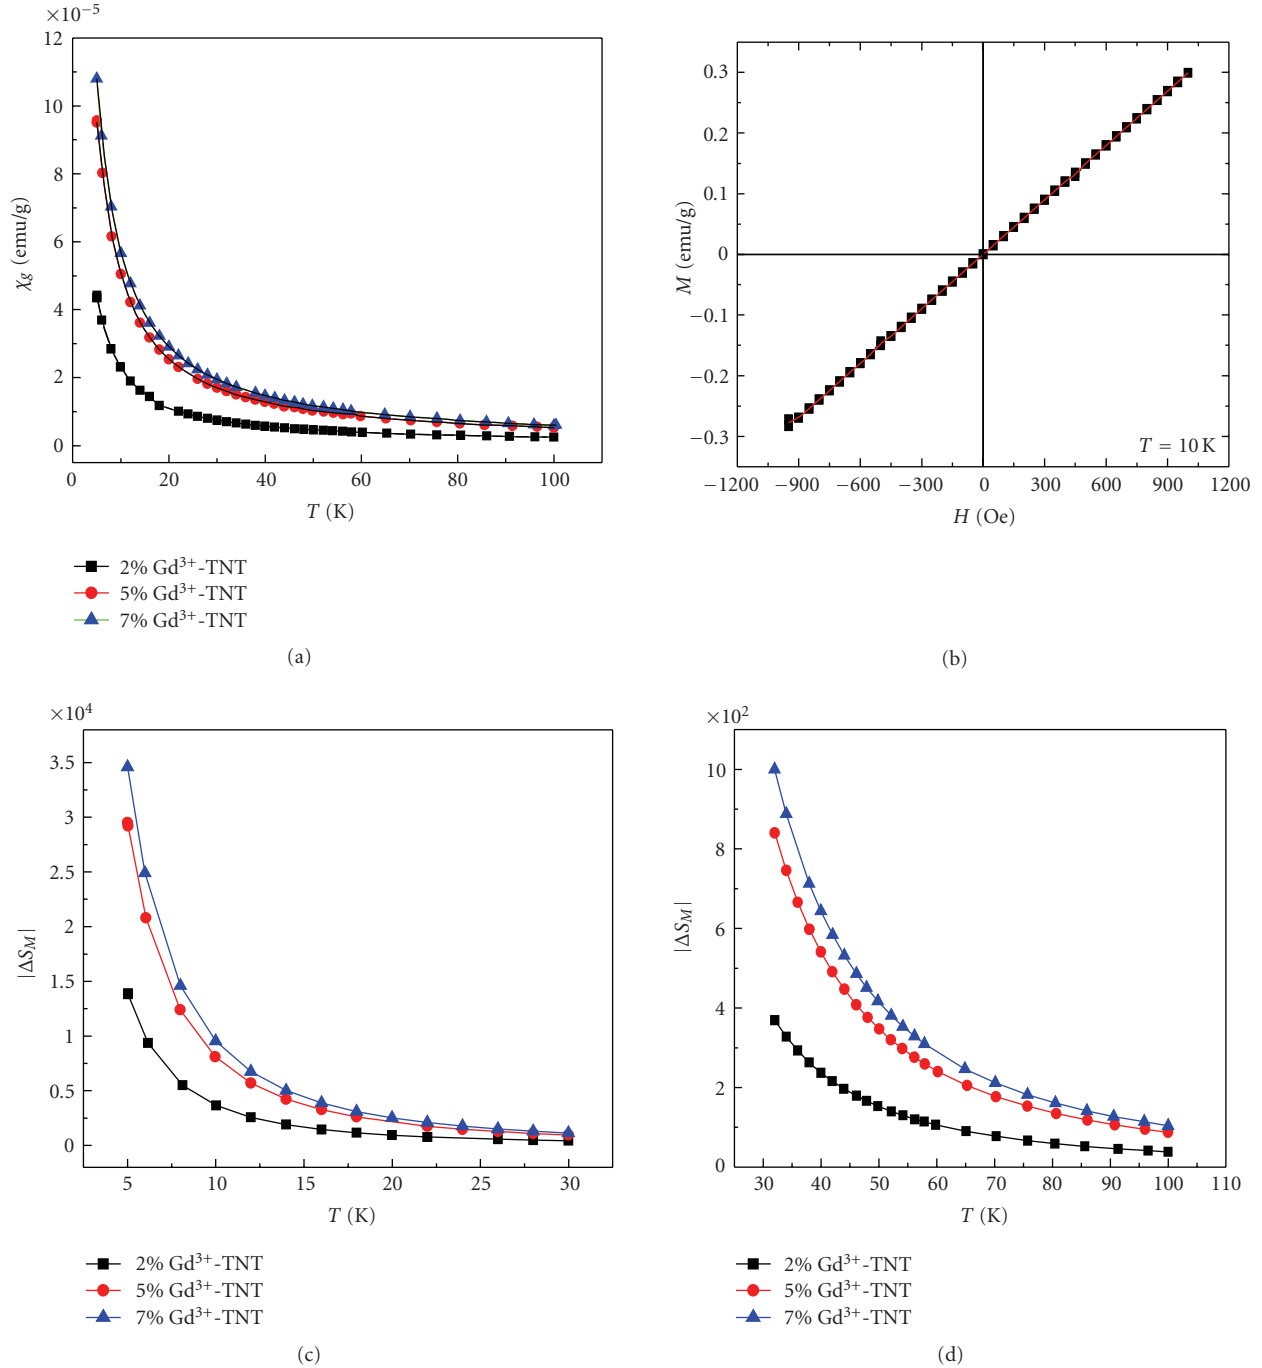 ×10⁻⁵
12
10
8
6
4
2
0
χg (emu/g)
0 20 40 60 80 100
T (K)
2% Gd³⁺-TNT
5% Gd³⁺-TNT
7% Gd³⁺-TNT
(a)
0.3
0.2
0.1
0
−0.1
−0.2
−0.3
M (emu/g)
T = 10 K
−1200 −900 −600 −300 0 300 600 900 1200
H (Oe)
(b)
×10⁴
3.5
3
2.5
2
1.5
1
0.5
0
|ΔSM|
5 10 15 20 25 30
T (K)
2% Gd³⁺-TNT
5% Gd³⁺-TNT
7% Gd³⁺-TNT
(c)
×10²
10
8
6
4
2
0
|ΔSM|
30 40 50 60 70 80 90 100 110
T (K)
2% Gd³⁺-TNT
5% Gd³⁺-TNT
7% Gd³⁺-TNT
(d)